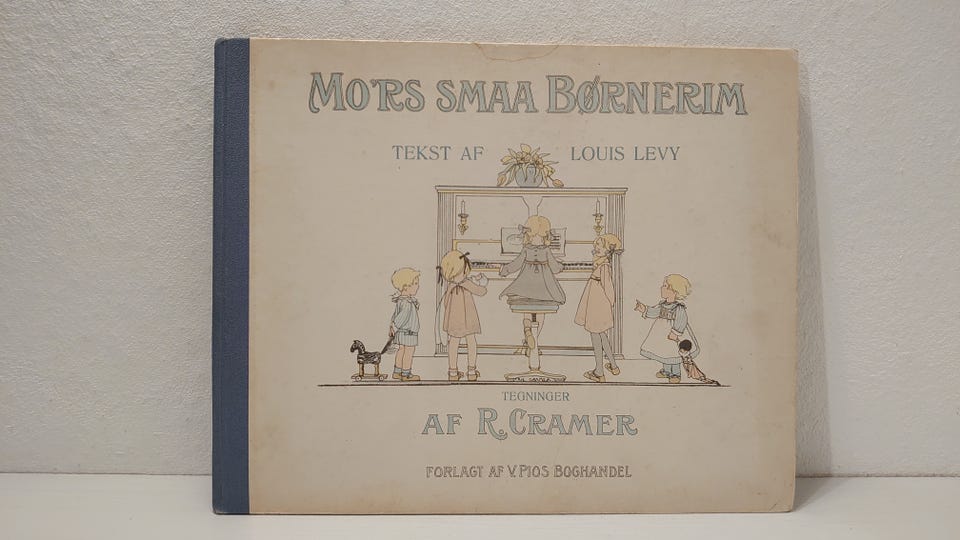 MO'RS SMAA BØRNERIM
TEKST AF LOUIS LEVY
TEGNINGER
AF R. CRAMER
FORLAGT AF V. PIOS BOGHANDEL